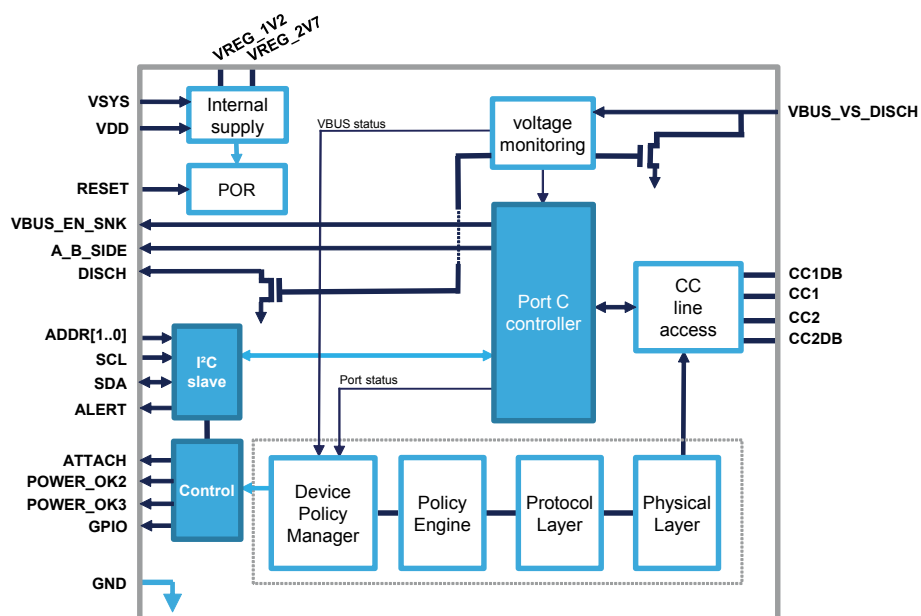 VREG_1V2
VREG_2V7
VSYS
VDD
RESET
VBUS_EN_SNK
A_B_SIDE
DISCH
ADDR[1..0]
SCL
SDA
ALERT
ATTACH
POWER_OK2
POWER_OK3
GPIO
GND
Internal
supply
POR
VBUS status
voltage
monitoring
VBUS_VS_DISCH
Port C
controller
CC
line
access
CC1DB
CC1
CC2
CC2DB
I²C
slave
Port status
Control
Device
Policy
Manager
Policy
Engine
Protocol
Layer
Physical
Layer